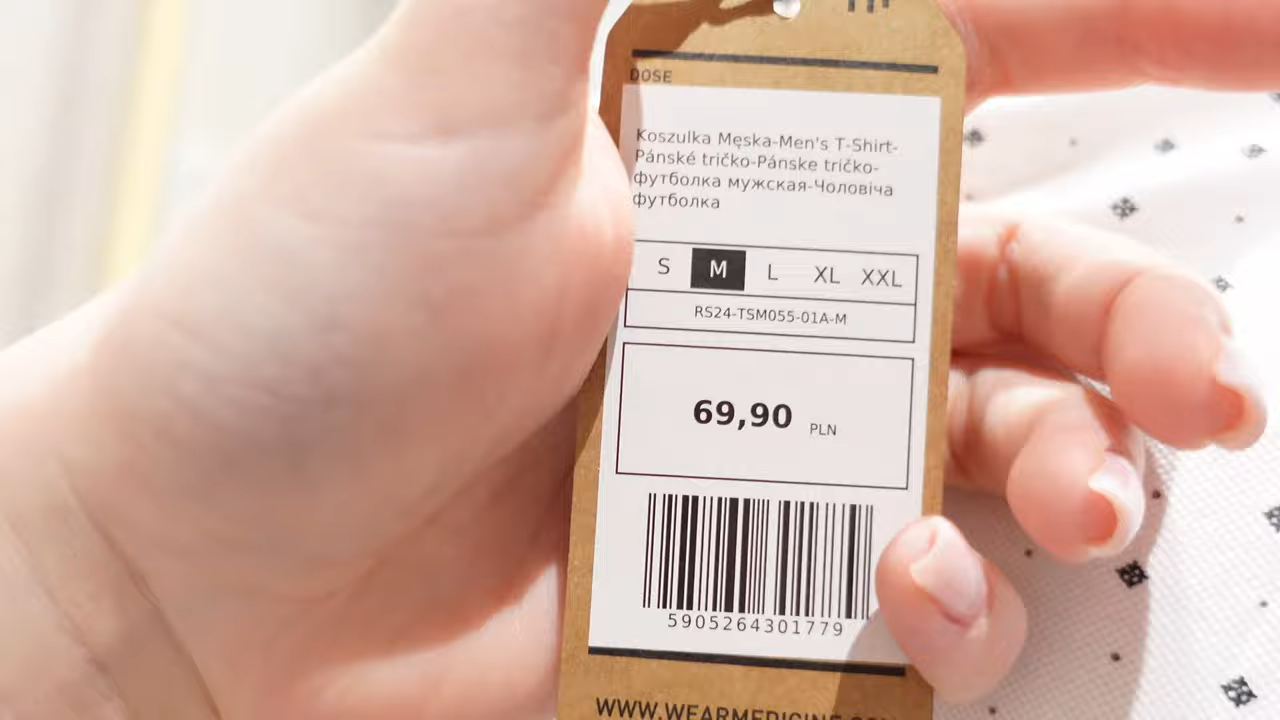 DOSE
Koszulka Męska-Men's T-Shirt-
Pánské tričko-Pánske tričko-
футболка мужская-Чоловіча
футболка
S M L XL XXL
RS24-TSM055-01A-M
69,90 PLN
5905264301779
WWW.WEARMEDICINE.COM